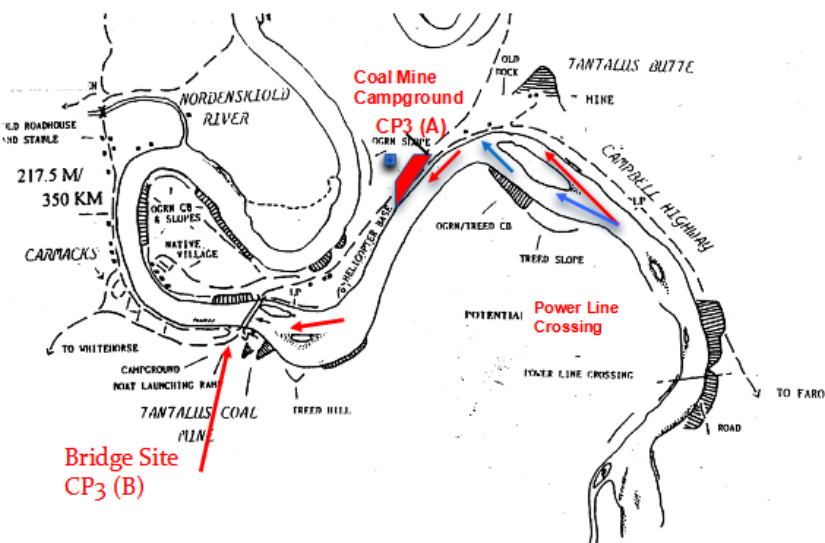 OLD
DOCK
TANTALUS BUTTE
MINE
Coal Mine
Campground
CP3 (A)
OGRN SLOPE
NORDENSKIOLD
RIVER
OLD ROADHOUSE
AND STABLE
217.5 M/
350 KM
OGRN CB
& SLOPES
NATIVE
VILLAGE
HELICOPTER BASE
CAMPBELL HIGHWAY
LP
OGRN/TREED CB
TREED SLOPE
CARMACKS
LP
POTENTIAL
Power Line
Crossing
TO WHITEHORSE
CAMPGROUND
BOAT LAUNCHING RAMP
POWER LINE CROSSING
TO FARO
TREED HILL
TANTALUS COAL
MINE
ROAD
Bridge Site
CP3 (B)